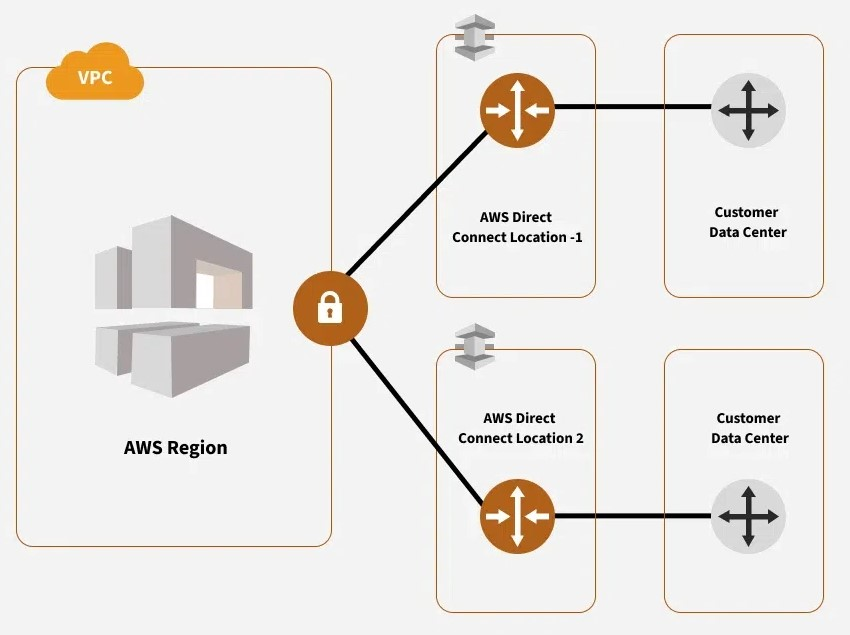 VPC
AWS Region
AWS Direct
Connect Location -1
Customer
Data Center
AWS Direct
Connect Location 2
Customer
Data Center